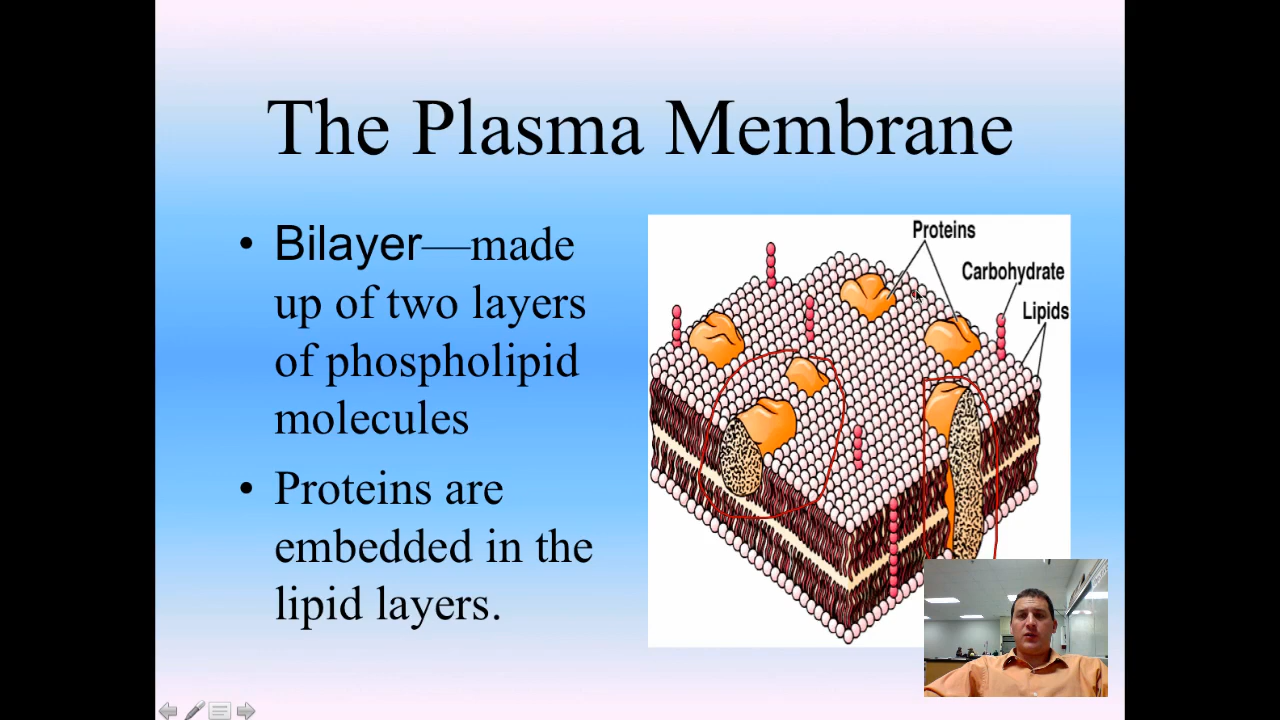 The Plasma Membrane
• Bilayer—made
up of two layers
of phospholipid
molecules
• Proteins are
embedded in the
lipid layers.
Proteins
Carbohydrate
Lipids